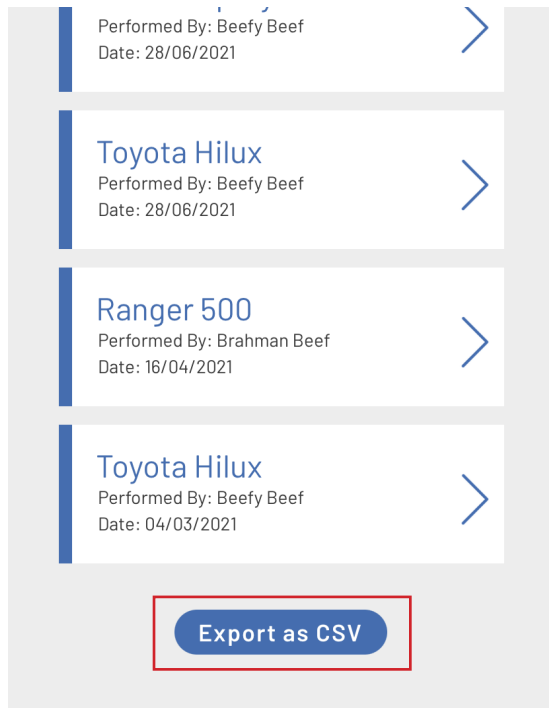 Performed By: Beefy Beef
Date: 28/06/2021
Toyota Hilux
Performed By: Beefy Beef
Date: 28/06/2021
Ranger 500
Performed By: Brahman Beef
Date: 16/04/2021
Toyota Hilux
Performed By: Beefy Beef
Date: 04/03/2021
Export as CSV